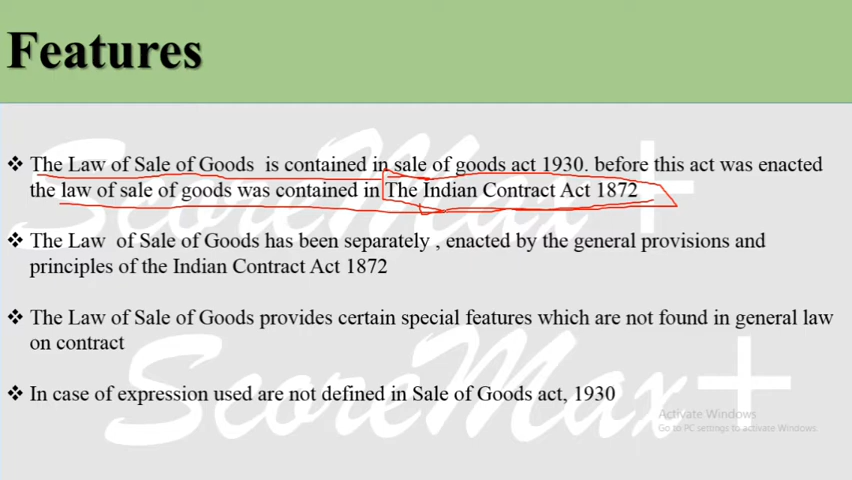 Features
❖ The Law of Sale of Goods is contained in sale of goods act 1930. before this act was enacted
the law of sale of goods was contained in The Indian Contract Act 1872
❖ The Law of Sale of Goods has been separately , enacted by the general provisions and
principles of the Indian Contract Act 1872
❖ The Law of Sale of Goods provides certain special features which are not found in general law
on contract
❖ In case of expression used are not defined in Sale of Goods act, 1930
ScoreMax+
ScoreMax+
Activate Windows
Go to PC settings to activate Windows.